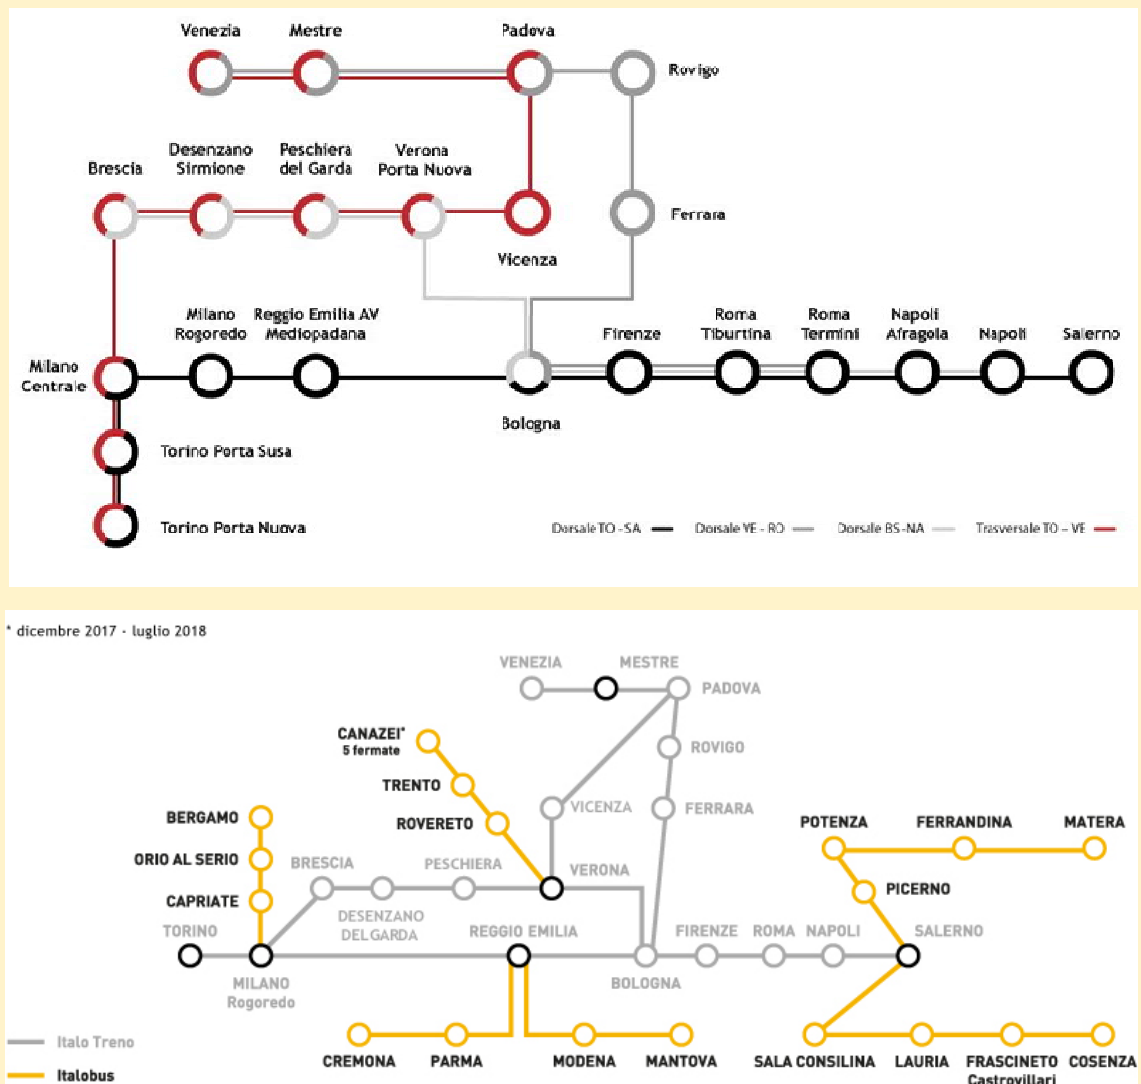 Venezia
Mestre
Padova
Rovigo
Brescia
Desenzano
Sirmione
Peschiera
del Garda
Verona
Porta Nuova
Ferrara
Vicenza
Milano
Rogoredo
Reggio Emilia AV
Mediopadana
Firenze
Roma
Tiburtina
Roma
Termini
Napoli
Afragola
Napoli
Salerno
Milano
Centrale
Bologna
Torino Porta Susa
Torino Porta Nuova
Dorsale TO - SA
Dorsale VE - RO
Dorsale BS-NA
Trasversale TO – VE
* dicembre 2017 - luglio 2018
VENEZIA
MESTRE
PADOVA
CANAZEI*
5 fermate
ROVIGO
TRENTO
BERGAMO
ROVERETO
VICENZA
FERRARA
POTENZA
FERRANDINA
MATERA
ORIO AL SERIO
BRESCIA
PESCHIERA
VERONA
PICERNO
CAPRIATE
DESENZANO
DEL GARDA
TORINO
REGGIO EMILIA
FIRENZE
ROMA
NAPOLI
SALERNO
MILANO
Rogoredo
BOLOGNA
Italo Treno
CREMONA
PARMA
MODENA
MANTOVA
SALA CONSILINA
LAURIA
FRASCINETO
Castrovillari
COSENZA
Italobus